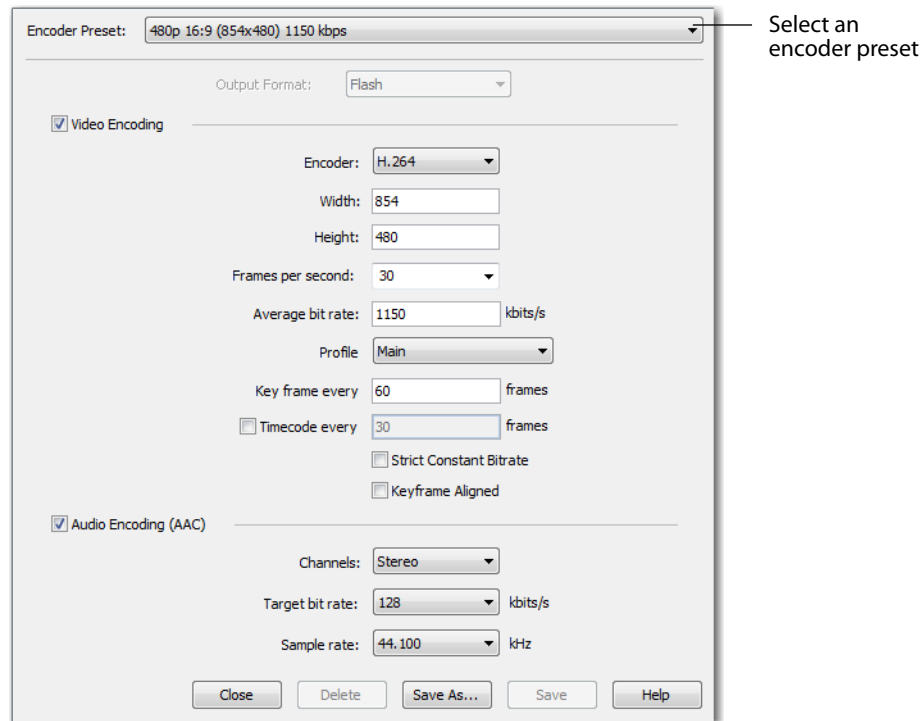 Encoder Preset: 480p 16:9 (854x480) 1150 kbps
Select an
encoder preset
Output Format: Flash
Video Encoding
Encoder: H.264
Width: 854
Height: 480
Frames per second: 30
Average bit rate: 1150 kbits/s
Profile Main
Key frame every 60 frames
Timecode every 30 frames
Strict Constant Bitrate
Keyframe Aligned
Audio Encoding (AAC)
Channels: Stereo
Target bit rate: 128 kbits/s
Sample rate: 44.100 kHz
Close Delete Save As... Save Help